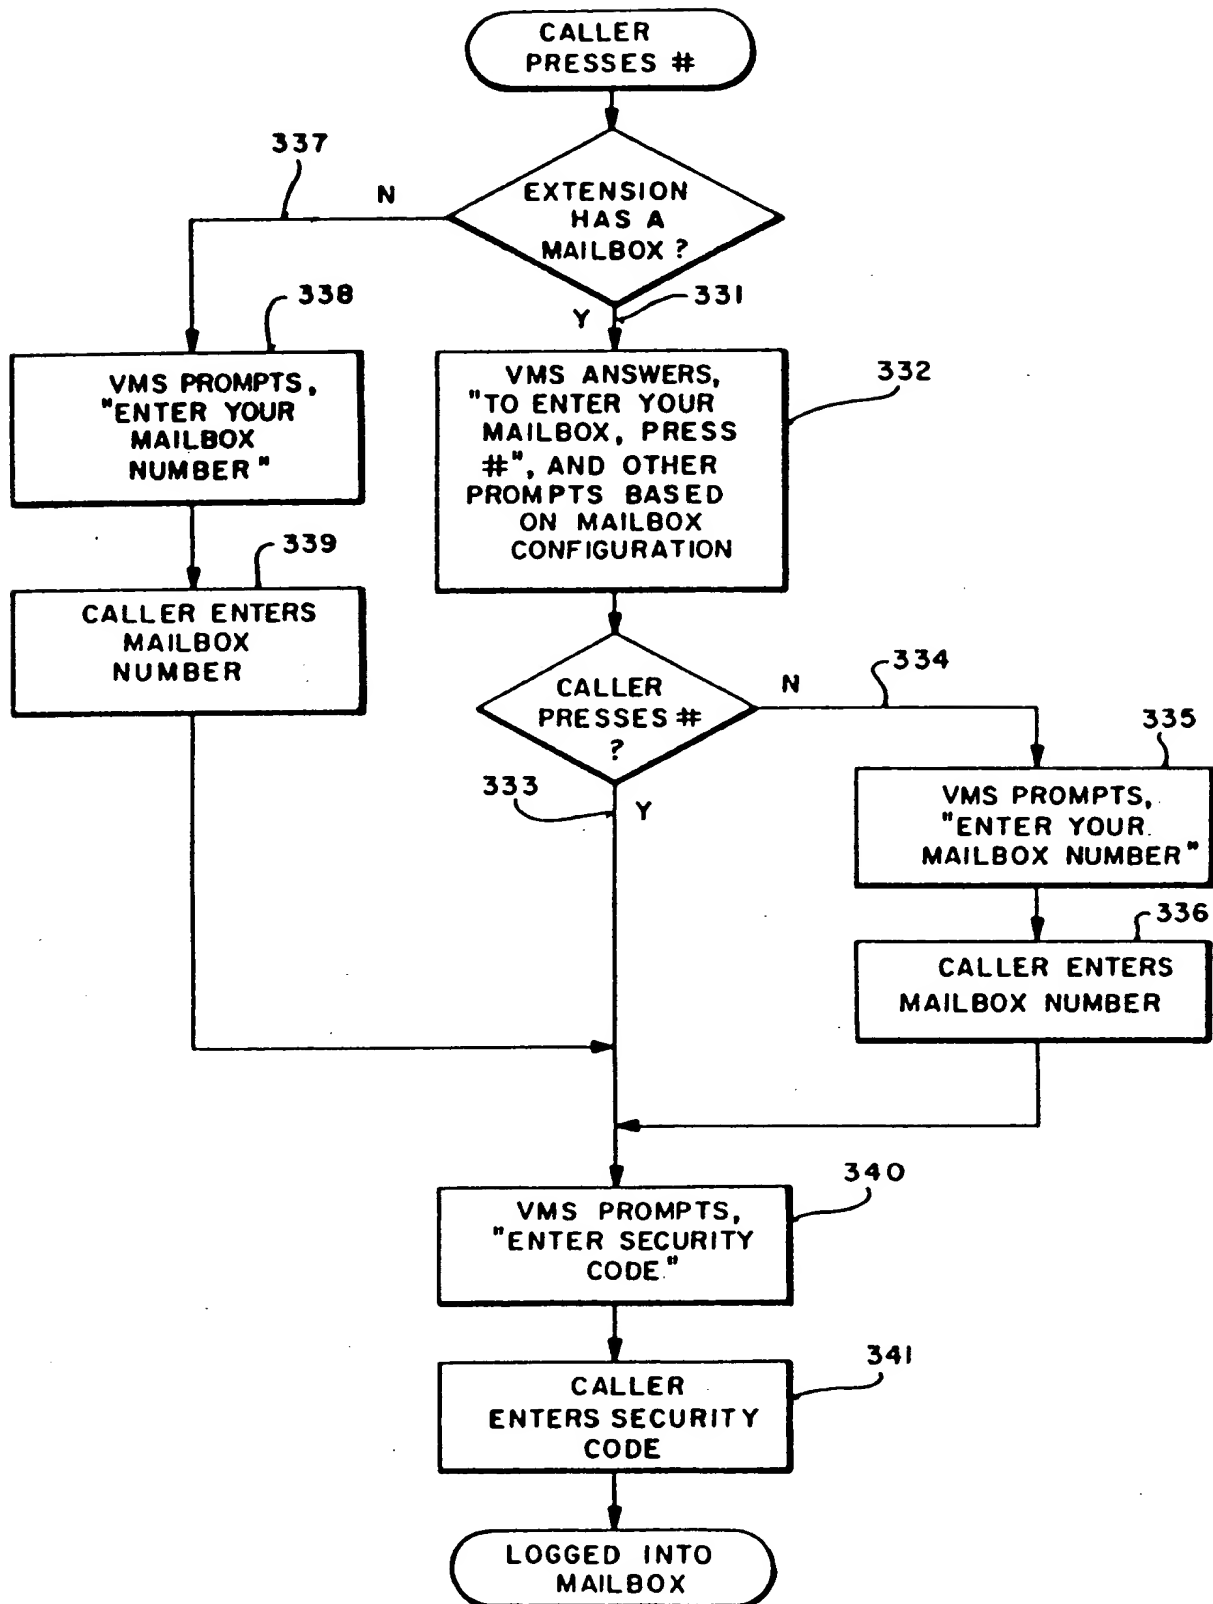 CALLER
PRESSES #
337
N
EXTENSION
HAS A
MAILBOX ?
338
331
Y
VMS PROMPTS,
"ENTER YOUR
MAILBOX
NUMBER"
VMS ANSWERS,
"TO ENTER YOUR
MAILBOX, PRESS
#", AND OTHER
PROMPTS BASED
ON MAILBOX
CONFIGURATION
332
339
CALLER ENTERS
MAILBOX
NUMBER
CALLER
PRESSES #
?
N
334
333
Y
335
VMS PROMPTS,
"ENTER YOUR
MAILBOX NUMBER"
336
CALLER ENTERS
MAILBOX NUMBER
340
VMS PROMPTS,
"ENTER SECURITY
CODE"
341
CALLER
ENTERS SECURITY
CODE
LOGGED INTO
MAILBOX